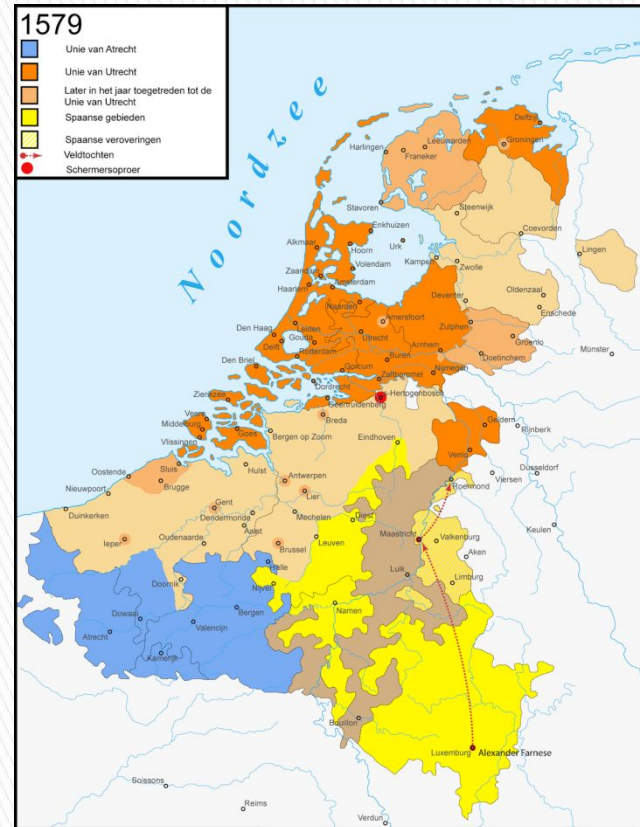 1579
Unie van Atrecht
Unie van Utrecht
Later in het jaar toegetreden tot de
Unie van Utrecht
Spaanse gebieden
Spaanse veroveringen
Veldtochten
Schermersoproer
Noordzee
Delfzijl
Groningen
Leeuwarden
Harlingen
Franeker
Stavoren
Steenwijk
Coevorden
Enkhuizen
Alkmaar
Hoorn
Urk
Lingen
Kampen
Zwolle
Volendam
Zaandam
Amsterdam
Haarlem
Oldenzaal
Naarden
Deventer
Enschede
Amersfoort
Leiden
Zutphen
Den Haag
Gouda
Utrecht
Delft
Groenlo
Arnhem
Doetinchem
Münster
Rotterdam
Buren
Den Briel
Gorcum
Zaltbommel
Nijmegen
Dordrecht
Zierikzee
Geertruidenberg
's-Hertogenbosch
Breda
Veere
Middelburg
Goes
Bergen op Zoom
Geldern
Rijnberk
Vlissingen
Eindhoven
Venlo
Sluis
Hulst
Oostende
Antwerpen
Düsseldorf
Brugge
Roermond
Viersen
Nieuwpoort
Lier
Gent
Dendermonde
Mechelen
Diest
Duinkerken
Keulen
Aalst
Maastricht
Valkenburg
Ieper
Oudenaarde
Brussel
Leuven
Aken
Halle
Luik
Doornik
Nijvel
Limburg
Namen
Dowaai
Bergen
Valencijn
Atrecht
Kamerijk
Bouillon
Luxemburg
Alexander Farnese
Soissons
Reims
Verdun